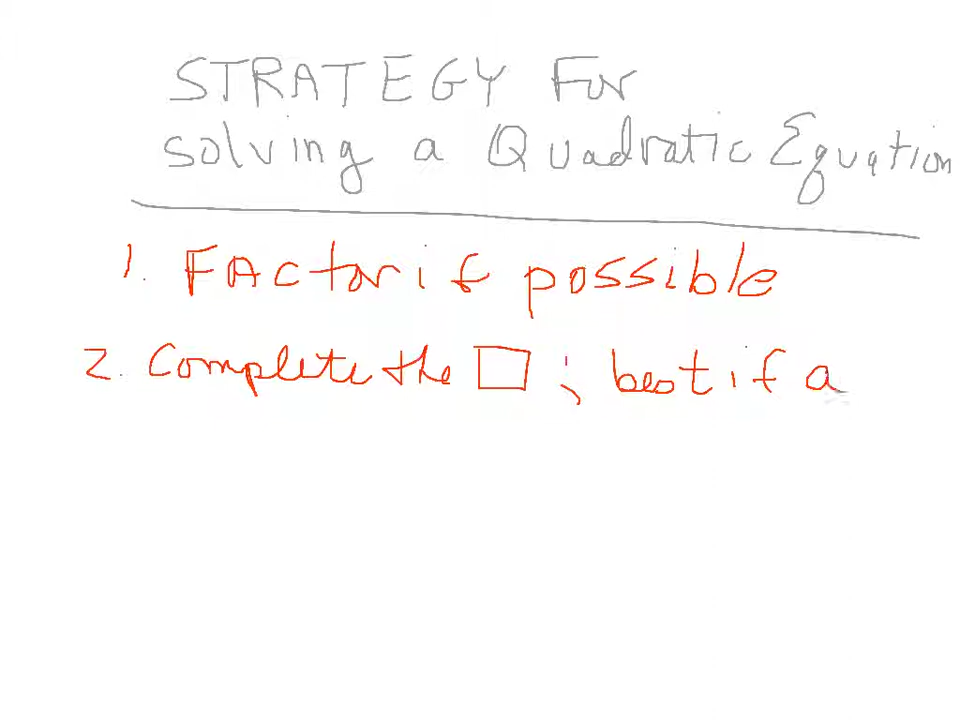 STRATEGY For
solving a Quadratic Equation
1. FACtor if possible
2. Complete the □ ; best if a